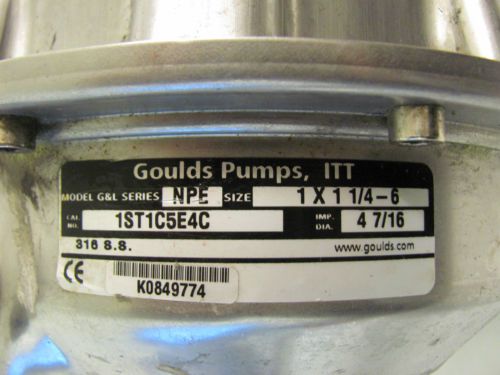 Goulds Pumps, ITT
MODEL G&L SERIES NPE SIZE 1 X 1 1/4-6
CAT. NO. 1ST1C5E4C IMP. DIA. 4 7/16
316 S.S. www.goulds.com
CE
K0849774